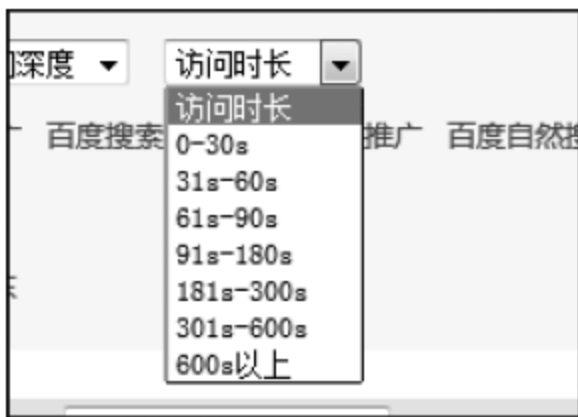 深度 访问时长
访问时长
百度搜索 推广 百度自然
0-30s
31s-60s
61s-90s
91s-180s
181s-300s
301s-600s
600s以上